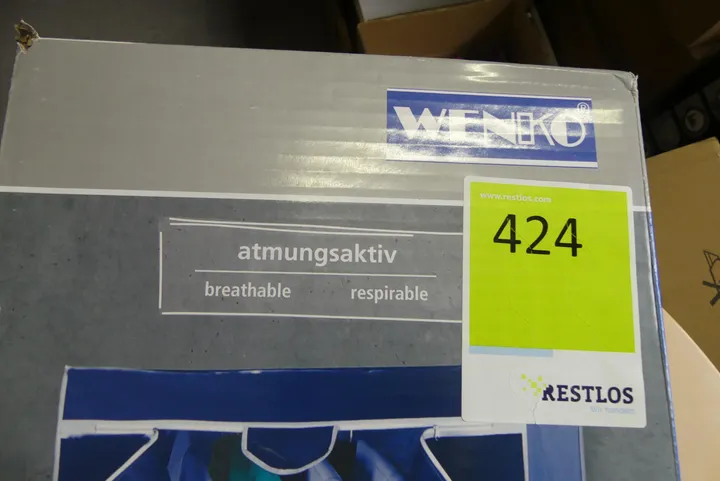 WENKO®
www.restlos.com
424
atmungsaktiv
breathable respirable
RESTLOS